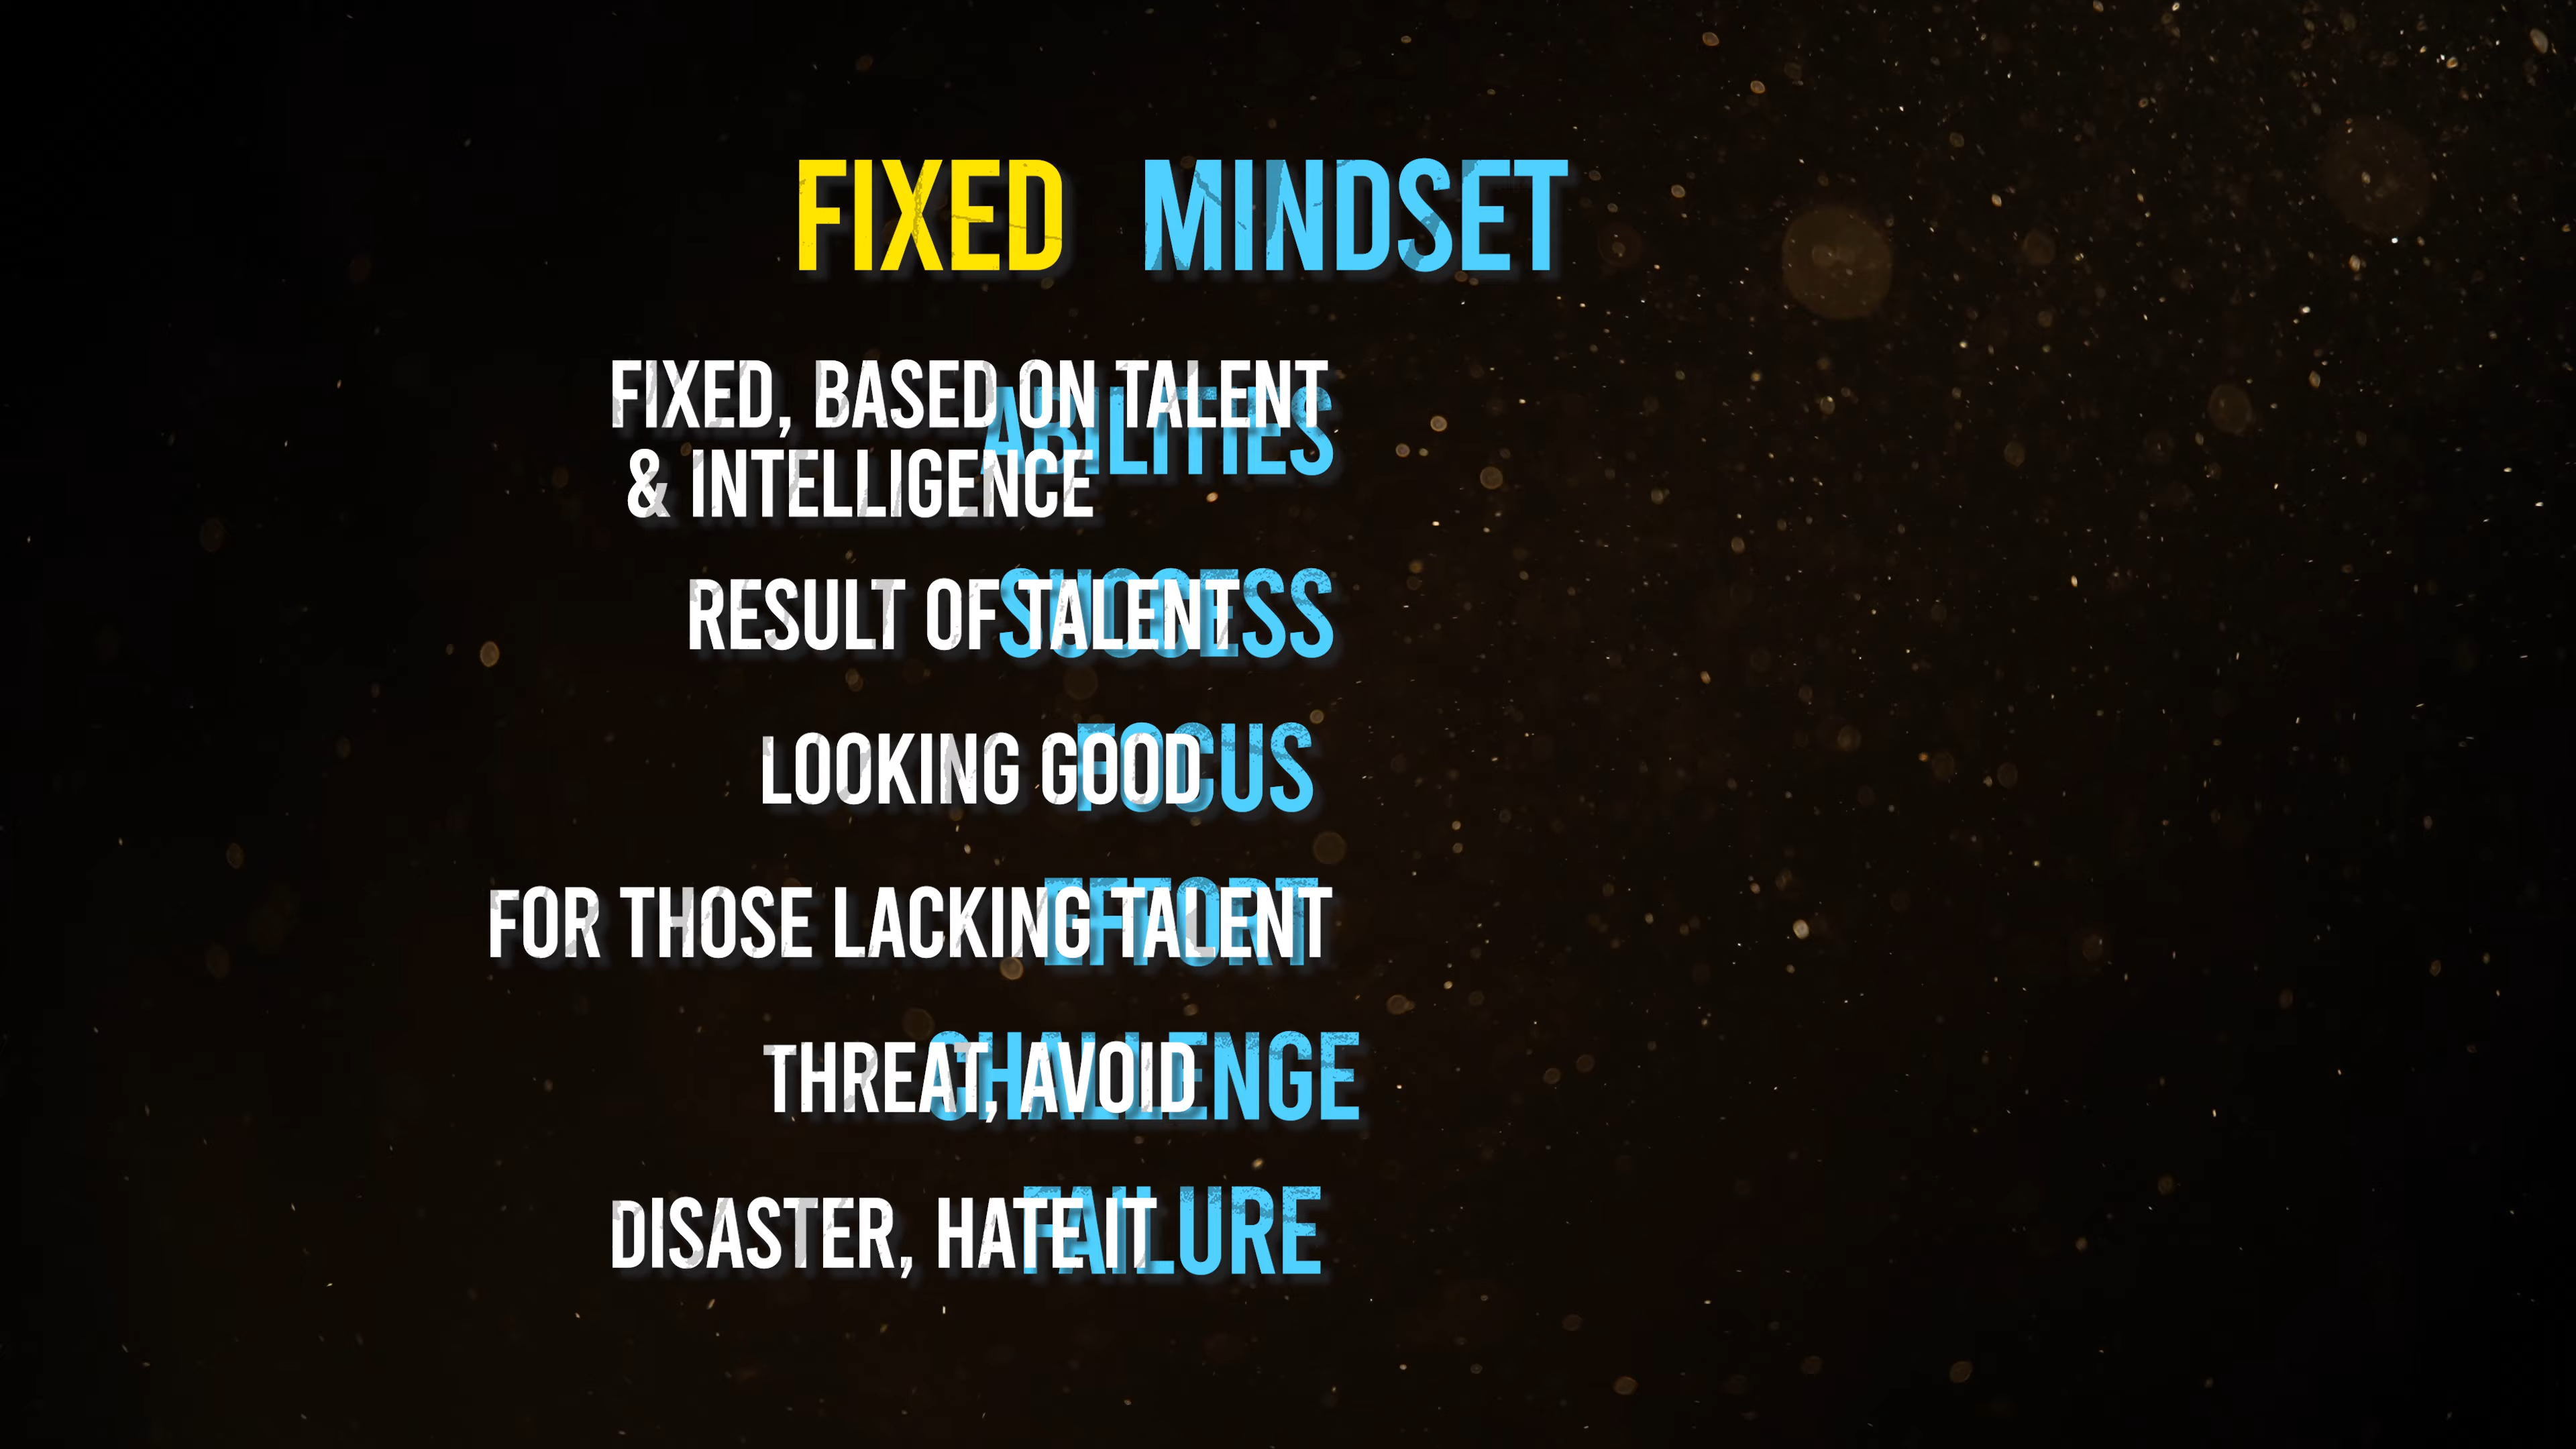 FIXED MINDSET
FIXED, BASED ON TALENT
& INTELLIGENCE
ABILITIES
RESULT OF TALENT
SUCCESS
LOOKING GOOD
FOCUS
FOR THOSE LACKING TALENT
EFFORT
THREAT, AVOID
CHALLENGE
DISASTER, HATE IT
FAILURE